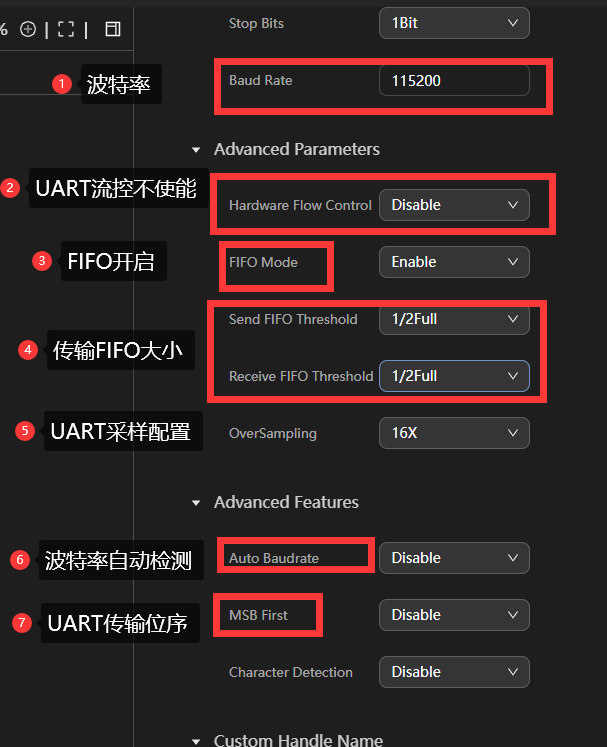 %
Stop Bits 1Bit
1 波特率 Baud Rate 115200
Advanced Parameters
2 UART流控不使能 Hardware Flow Control Disable
3 FIFO开启 FIFO Mode Enable
Send FIFO Threshold 1/2Full
4 传输FIFO大小
Receive FIFO Threshold 1/2Full
5 UART采样配置 OverSampling 16X
Advanced Features
6 波特率自动检测 Auto Baudrate Disable
7 UART传输位序 MSB First Disable
Character Detection Disable
Custom Handle Name